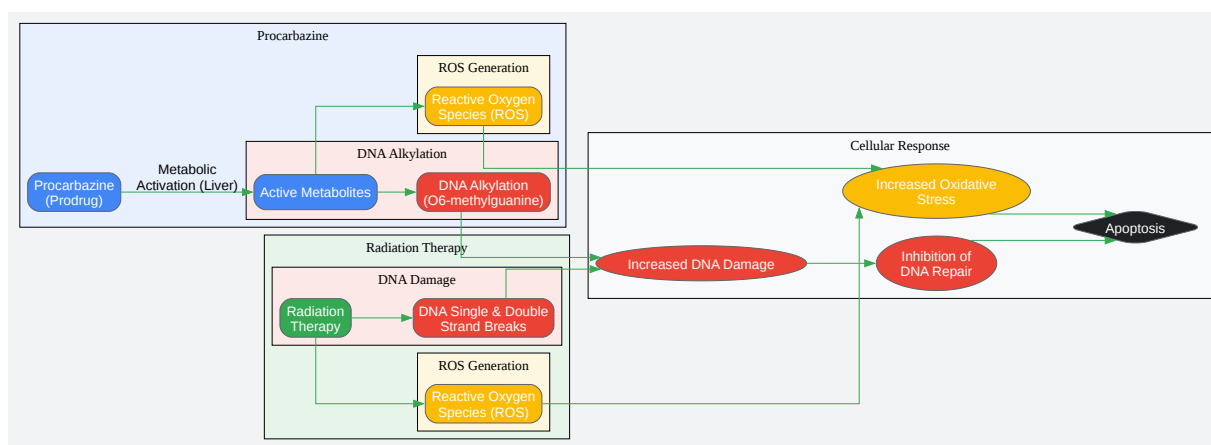 Procarbazine
ROS Generation
Reactive Oxygen
Species (ROS)
DNA Alkylation
Procarbazine
(Prodrug)
Metabolic
Activation (Liver)
Active Metabolites
DNA Alkylation
(O6-methylguanine)
Radiation Therapy
DNA Damage
Radiation
Therapy
DNA Single & Double
Strand Breaks
ROS Generation
Reactive Oxygen
Species (ROS)
Cellular Response
Increased Oxidative
Stress
Increased DNA Damage
Inhibition of
DNA Repair
Apoptosis